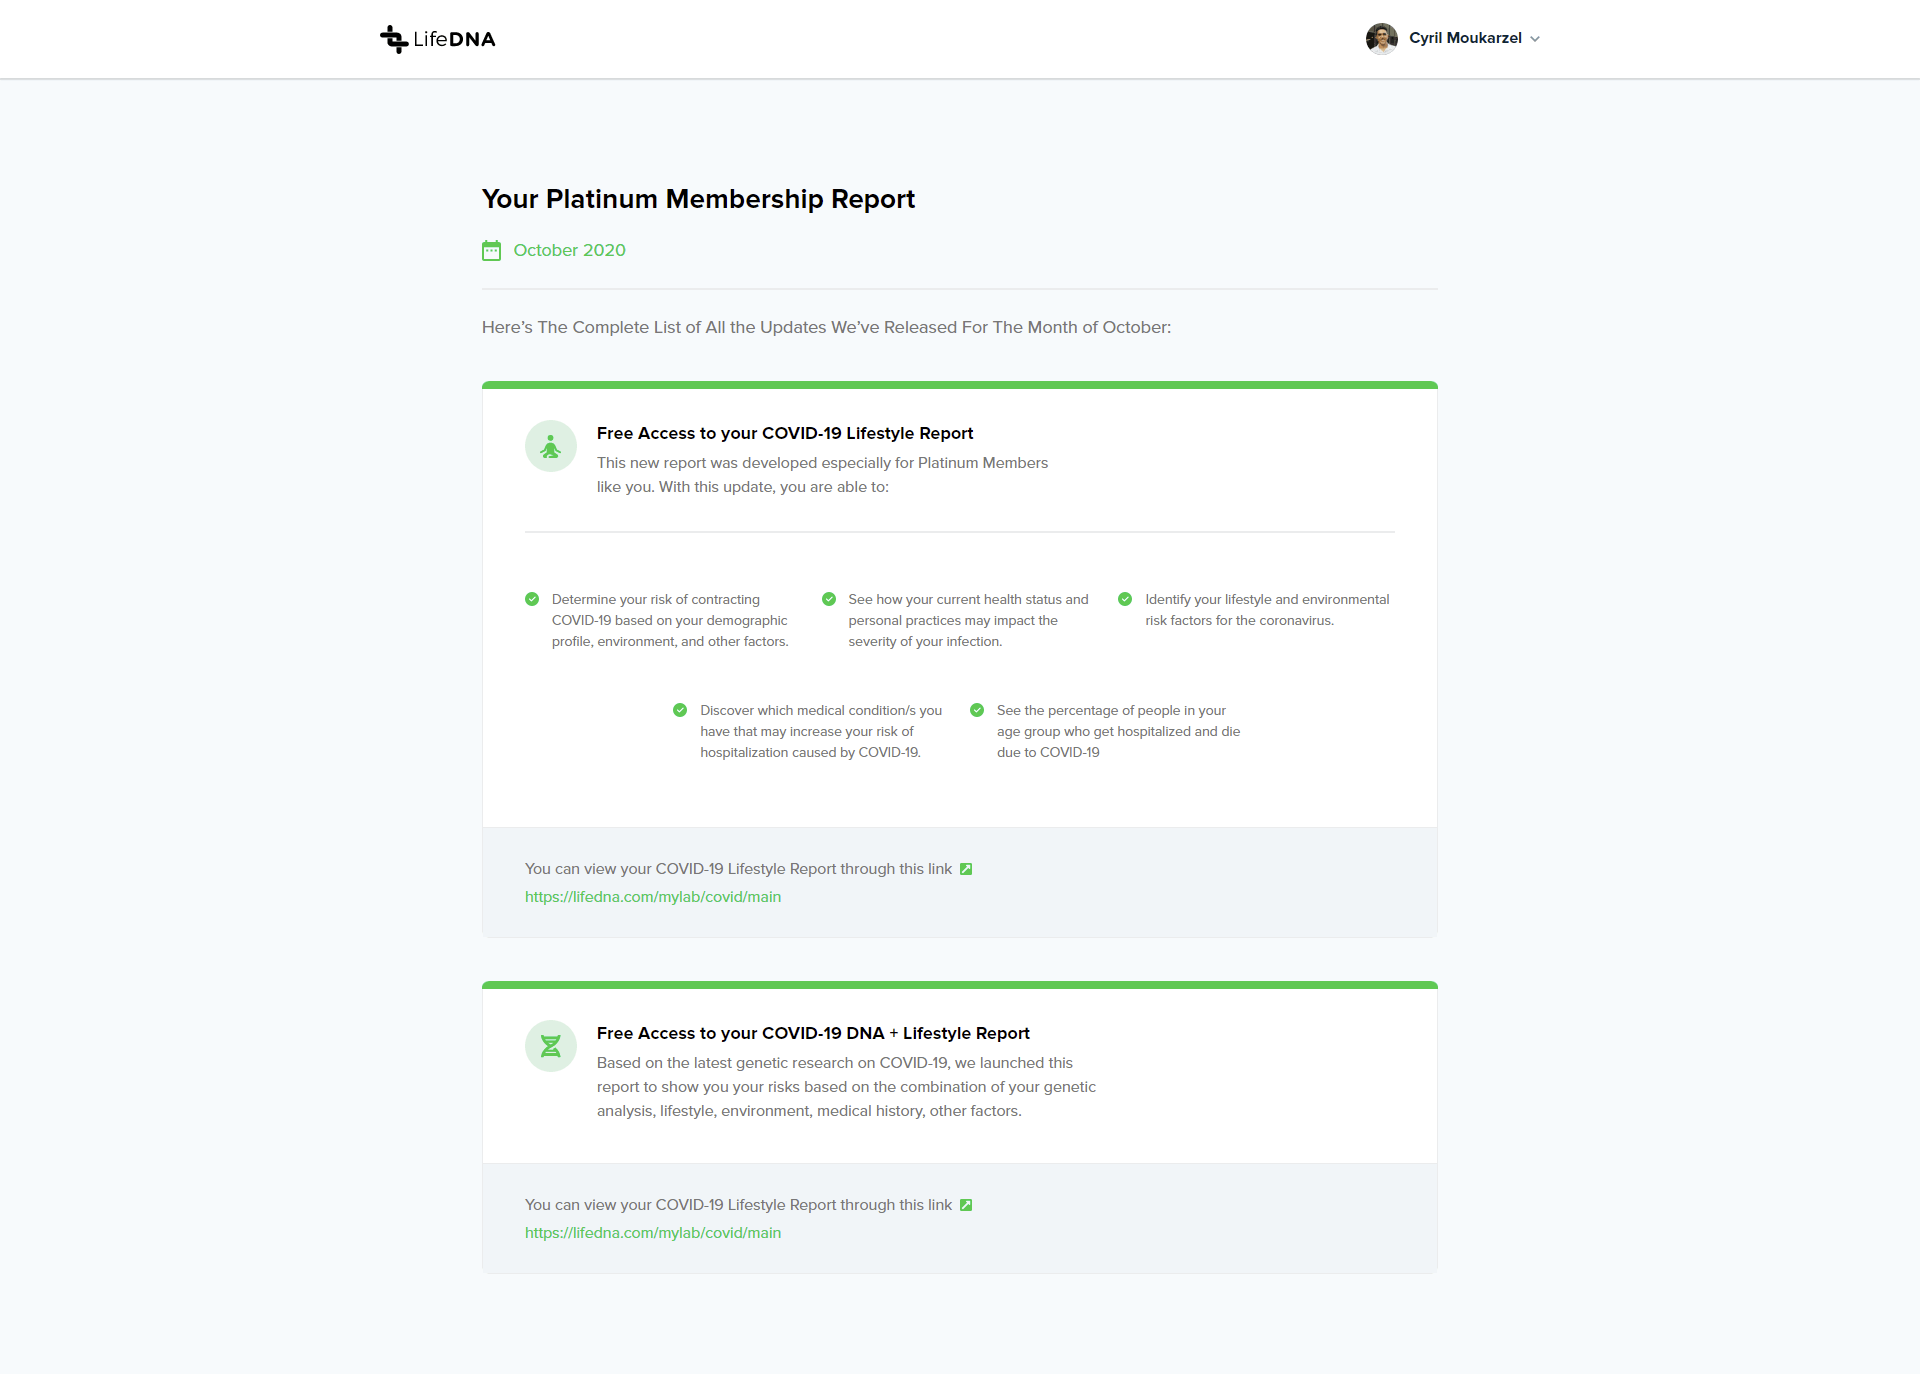 LifeDNA
Cyril Moukarzel
Your Platinum Membership Report
October 2020
Here’s The Complete List of All the Updates We’ve Released For The Month of October:
Free Access to your COVID-19 Lifestyle Report
This new report was developed especially for Platinum Members
like you. With this update, you are able to:
Determine your risk of contracting
COVID-19 based on your demographic
profile, environment, and other factors.
See how your current health status and
personal practices may impact the
severity of your infection.
Identify your lifestyle and environmental
risk factors for the coronavirus.
Discover which medical condition/s you
have that may increase your risk of
hospitalization caused by COVID-19.
See the percentage of people in your
age group who get hospitalized and die
due to COVID-19
You can view your COVID-19 Lifestyle Report through this link
https://lifedna.com/mylab/covid/main
Free Access to your COVID-19 DNA + Lifestyle Report
Based on the latest genetic research on COVID-19, we launched this
report to show you your risks based on the combination of your genetic
analysis, lifestyle, environment, medical history, other factors.
You can view your COVID-19 Lifestyle Report through this link
https://lifedna.com/mylab/covid/main